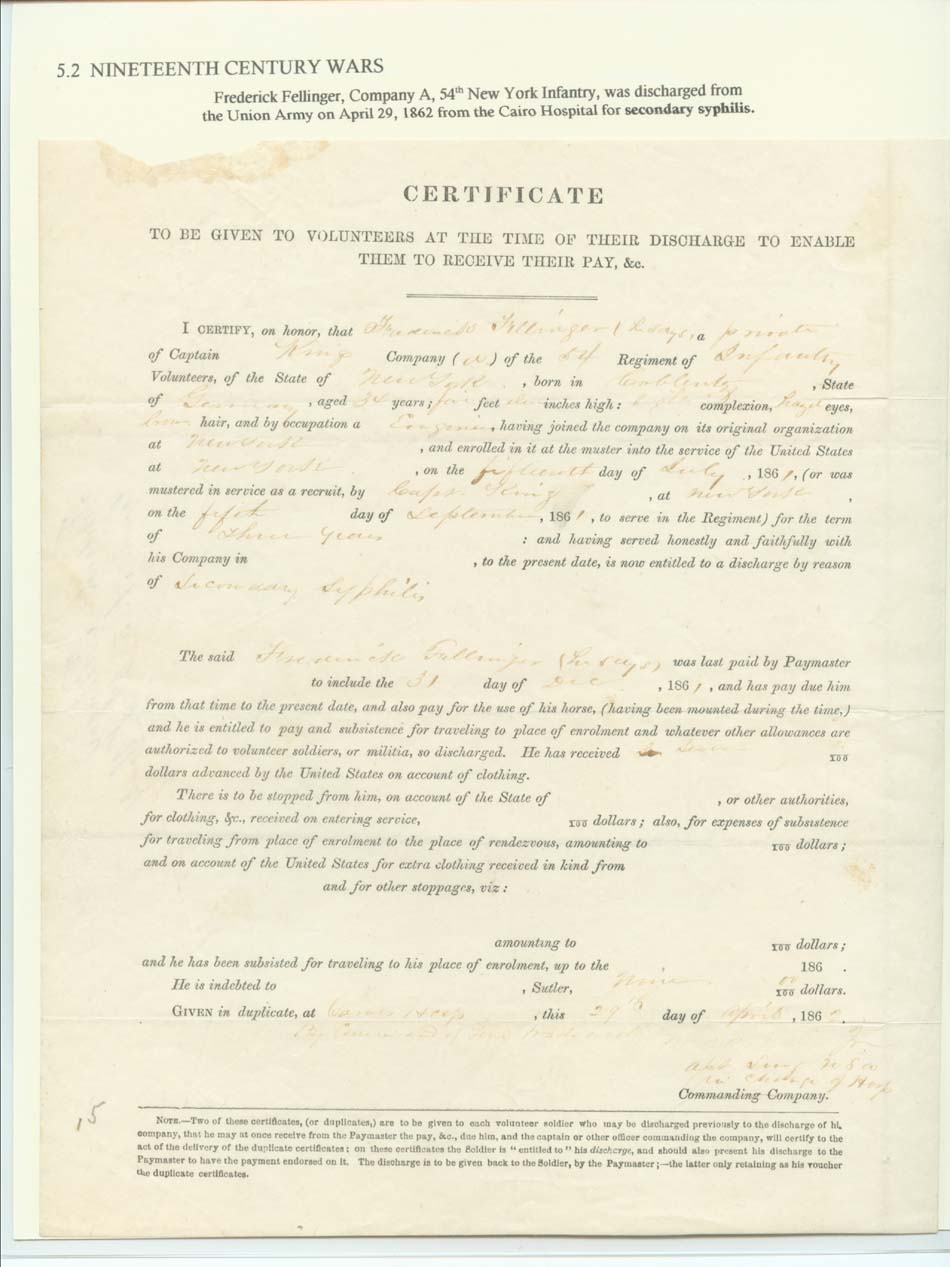 5.2 NINETEENTH CENTURY WARS
Frederick Fellinger, Company A, 54th New York Infantry, was discharged from
the Union Army on April 29, 1862 from the Cairo Hospital for secondary syphilis.
CERTIFICATE
TO BE GIVEN TO VOLUNTEERS AT THE TIME OF THEIR DISCHARGE TO ENABLE
THEM TO RECEIVE THEIR PAY, &c.
I CERTIFY, on honor, that Frederick Fellinger (he says, a private
of Captain King Company (A) of the 54 Regiment of Infantry
Volunteers, of the State of New York, born in Coblentz, State
of Germany, aged 34 years; five feet inches high: complexion, hazel eyes,
brown hair, and by occupation a Engineer, having joined the company on its original organization
at New York, and enrolled in it at the muster into the service of the United States
at New York, on the fifteenth day of July, 1861, (or was
mustered in service as a recruit, by Capt. King, at New York,
on the fifth day of September, 1861, to serve in the Regiment) for the term
of Three years : and having served honestly and faithfully with
his Company in , to the present date, is now entitled to a discharge by reason
of Secondary Syphilis
The said Frederick Fellinger (he says) was last paid by Paymaster
to include the 31 day of Dec, 1861, and has pay due him
from that time to the present date, and also pay for the use of his horse, (having been mounted during the time,)
and he is entitled to pay and subsistence for traveling to place of enrolment and whatever other allowances are
authorized to volunteer soldiers, or militia, so discharged. He has received 100
dollars advanced by the United States on account of clothing.
There is to be stopped from him, on account of the State of , or other authorities,
for clothing, &c., received on entering service, 100 dollars; also, for expenses of subsistence
for traveling from place of enrolment to the place of rendezvous, amounting to 100 dollars;
and on account of the United States for extra clothing received in kind from
and for other stoppages, viz:
amounting to 100 dollars;
and he has been subsisted for traveling to his place of enrolment, up to the 186 .
He is indebted to , Sutler, None 00/100 dollars.
GIVEN in duplicate, at , this 29th day of April, 186 .
By Command of
in charge of Hosp
Commanding Company.
,5
NOTE.—Two of these certificates, (or duplicates,) are to be given to each volunteer soldier who may be discharged previously to the discharge of hi,
company, that he may at once receive from the Paymaster the pay, &c., due him, and the captain or other officer commanding the company, will certify to the
act of the delivery of the duplicate certificates; on these certificates the Soldier is "entitled to" his discharge, and should also present his discharge to the
Paymaster to have the payment endorsed on it. The discharge is to be given back to the Soldier, by the Paymaster;—the latter only retaining as his voucher
the duplicate certificates.